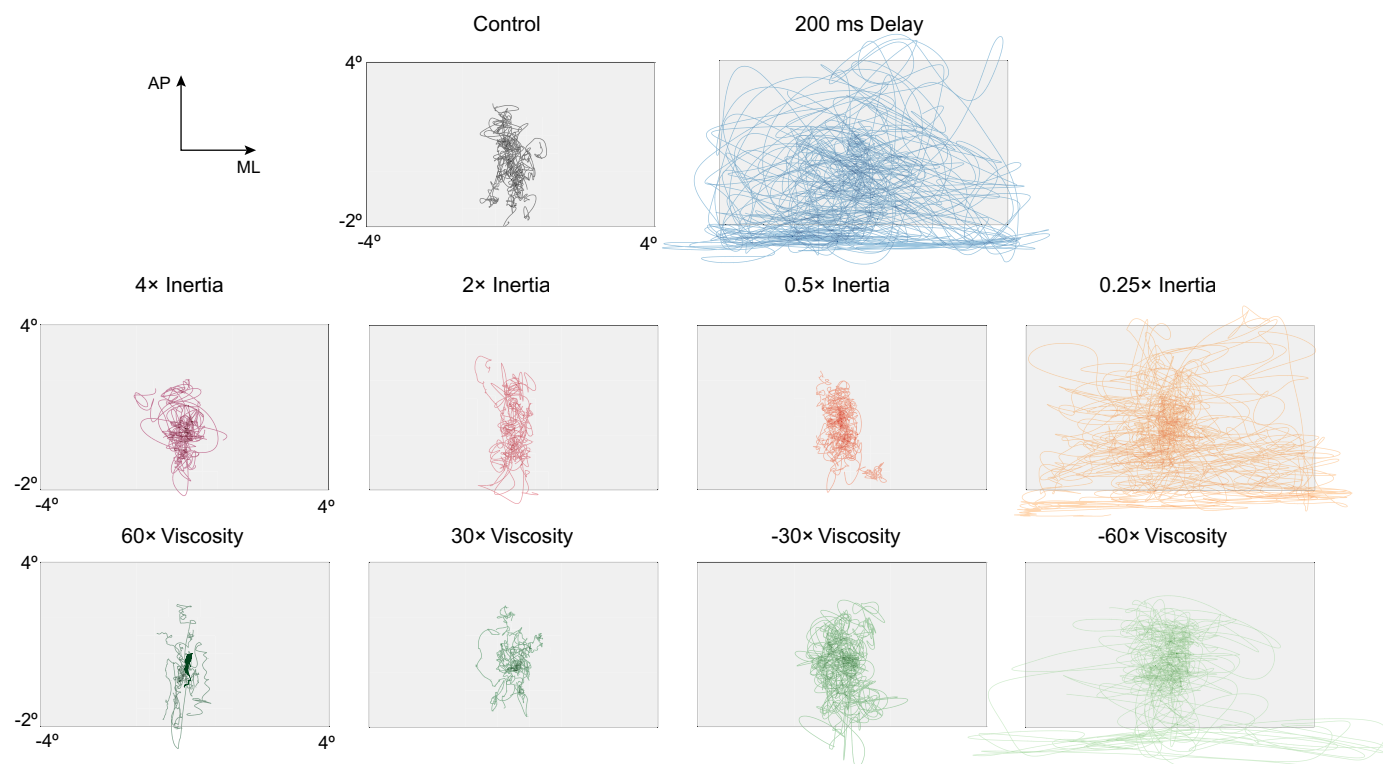 Control
200 ms Delay
AP
ML
4º
-2º
-4º
4º
4× Inertia
2× Inertia
0.5× Inertia
0.25× Inertia
4º
-2º
-4º
4º
60× Viscosity
30× Viscosity
-30× Viscosity
-60× Viscosity
4º
-2º
-4º
4º